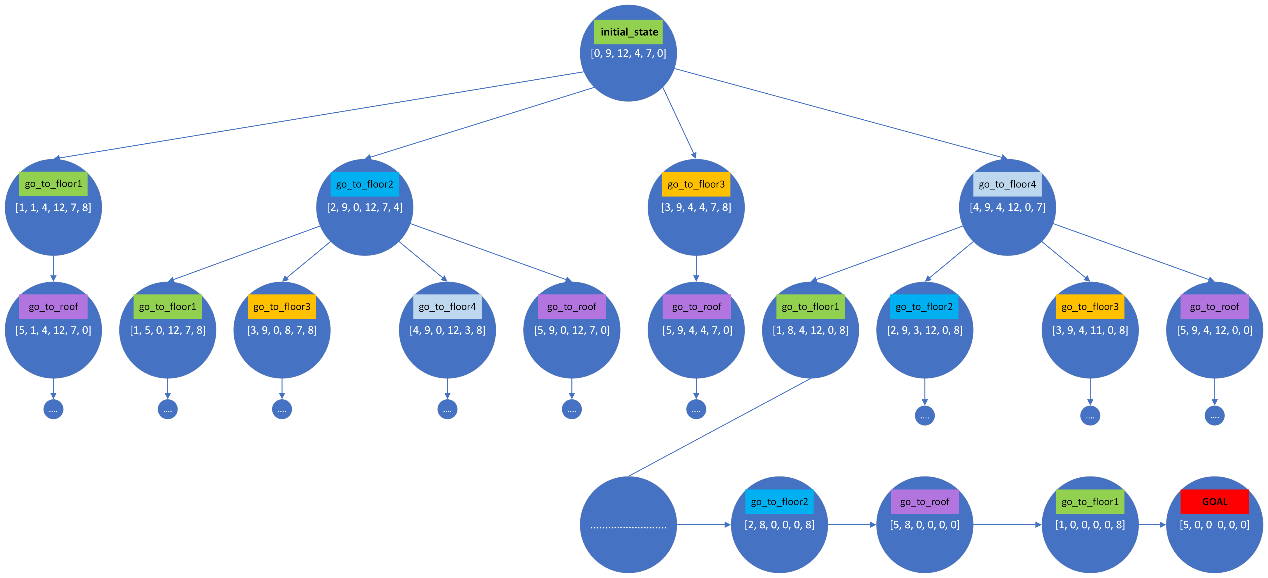 initial_state
[0, 9, 12, 4, 7, 0]
go_to_floor1
[1, 1, 4, 12, 7, 8]
go_to_floor2
[2, 9, 0, 12, 7, 4]
go_to_floor3
[3, 9, 4, 4, 7, 8]
go_to_floor4
[4, 9, 4, 12, 0, 7]
go_to_roof
[5, 1, 4, 12, 7, 0]
go_to_floor1
[1, 5, 0, 12, 7, 8]
go_to_floor3
[3, 9, 0, 8, 7, 8]
go_to_floor4
[4, 9, 0, 12, 3, 8]
go_to_roof
[5, 9, 0, 12, 7, 0]
go_to_roof
[5, 9, 4, 4, 7, 0]
go_to_floor1
[1, 8, 4, 12, 0, 8]
go_to_floor2
[2, 9, 3, 12, 0, 8]
go_to_floor3
[3, 9, 4, 11, 0, 8]
go_to_roof
[5, 9, 4, 12, 0, 0]
....
....
....
....
....
....
....
....
....
..........................
go_to_floor2
[2, 8, 0, 0, 0, 8]
go_to_roof
[5, 8, 0, 0, 0, 0]
go_to_floor1
[1, 0, 0, 0, 0, 8]
GOAL
[5, 0, 0, 0, 0, 0]